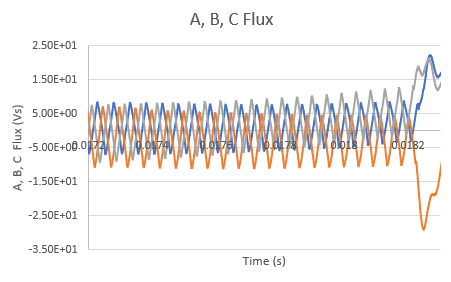 A, B, C Flux
2.50E+01
1.50E+01
5.00E+00
-5.00E+00
-1.50E+01
-2.50E+01
-3.50E+01
A, B, C  Flux (Vs)
0.0172 0.0174 0.0176 0.0178 0.018 0.0182
Time (s)